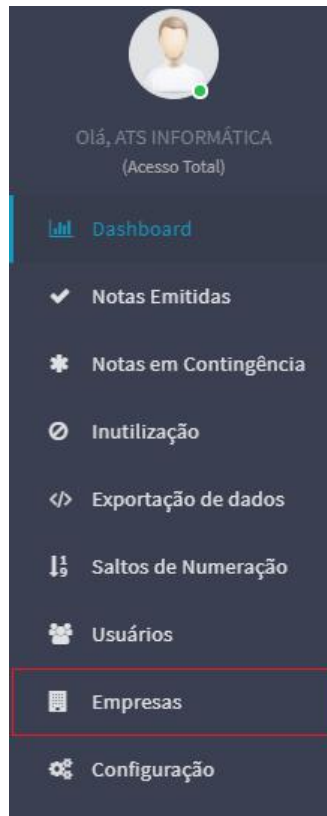 Olá, ATS INFORMÁTICA
(Acesso Total)
Dashboard
Notas Emitidas
Notas em Contingência
Inutilização
Exportação de dados
Saltos de Numeração
Usuários
Empresas
Configuração